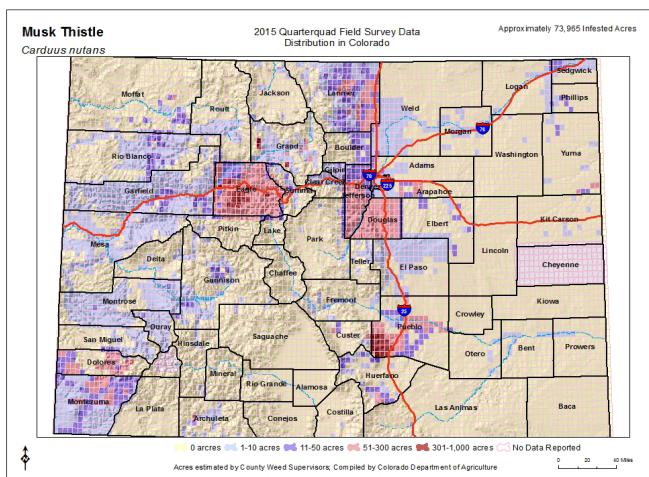 Musk Thistle
Carduus nutans
2015 Quarterquad Field Survey Data
Distribution in Colorado
Approximately 73,965 Infested Acres
Sedgwick
Logan
Moffat
Jackson
Larimer
Routt
Weld
Phillips
Morgan
76
Grand
Boulder
Rio Blanco
Washington
Yuma
Gilpin
Adams
Clear Creek
70
Garfield
Eagle
Summit
Denver
225
Jefferson
Arapahoe
Douglas
Kit Carson
Pitkin
Elbert
Lake
Park
Mesa
Lincoln
Delta
Teller
Cheyenne
Chaffee
El Paso
Gunnison
Montrose
Fremont
Kiowa
25
Crowley
Ouray
Pueblo
San Miguel
Hinsdale
Saguache
Custer
Bent
Prowers
Otero
Dolores
Mineral
Huerfano
Rio Grande
Alamosa
Montezuma
La Plata
Costilla
Las Animas
Baca
Archuleta
Conejos
0 acres 1-10 acres 11-50 acres 51-300 acres 301-1,000 acres No Data Reported
Acres estimated by County Weed Supervisors; Compiled by Colorado Department of Agriculture
0 20 40 Miles